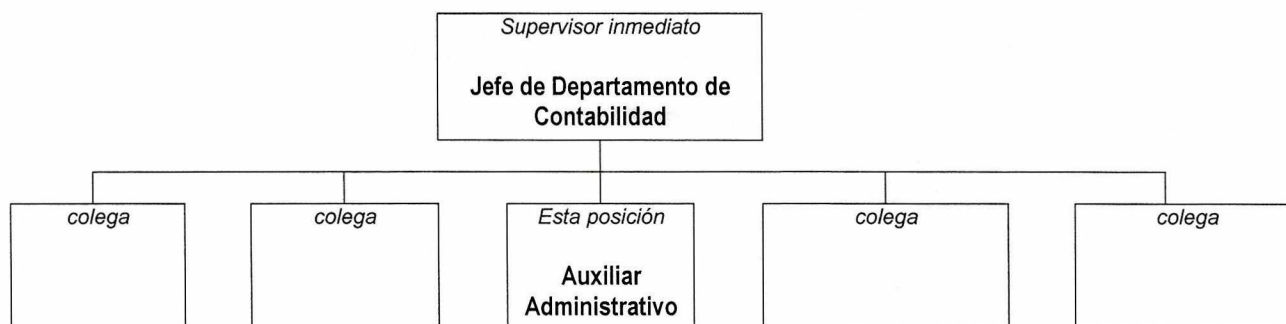 Supervisor inmediato
Jefe de Departamento de
Contabilidad
colega
colega
Esta posición
Auxiliar
Administrativo
colega
colega